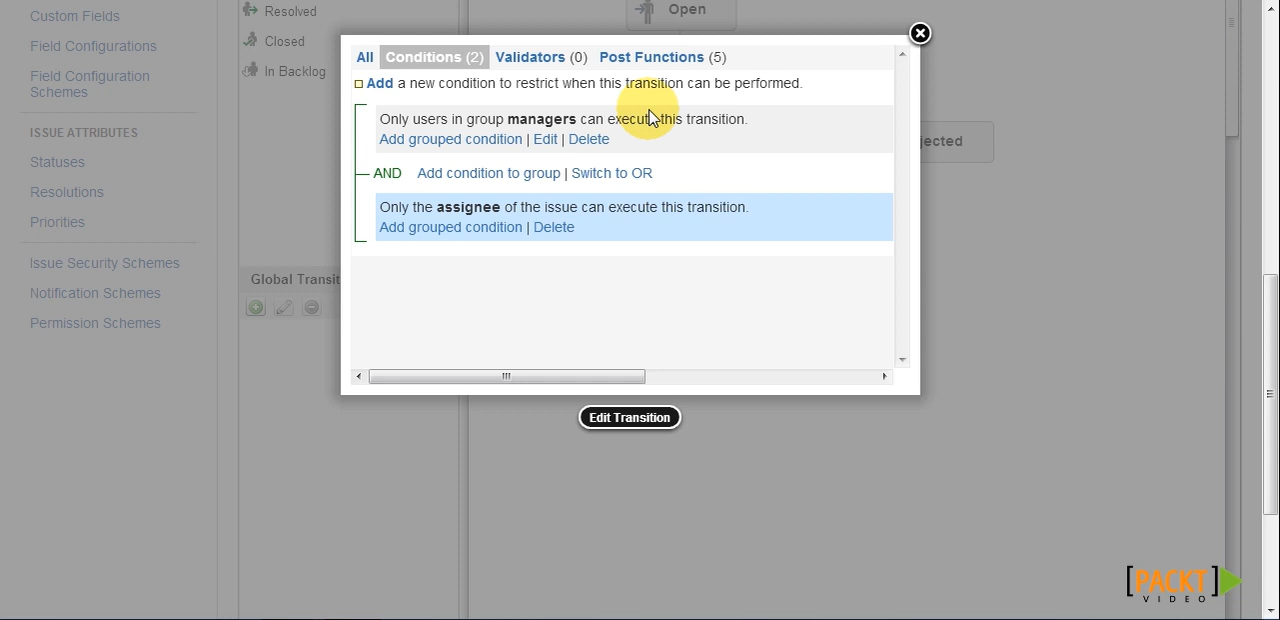 Custom Fields
Field Configurations
Field Configuration
Schemes
ISSUE ATTRIBUTES
Statuses
Resolutions
Priorities
Issue Security Schemes
Notification Schemes
Permission Schemes
Resolved
Closed
In Backlog
Global Transit
Open
jected
All Conditions (2) Validators (0) Post Functions (5)
Add a new condition to restrict when this transition can be performed.
Only users in group managers can execute this transition.
Add grouped condition | Edit | Delete
AND Add condition to group | Switch to OR
Only the assignee of the issue can execute this transition.
Add grouped condition | Delete
Edit Transition
[PACKT]
VIDEO